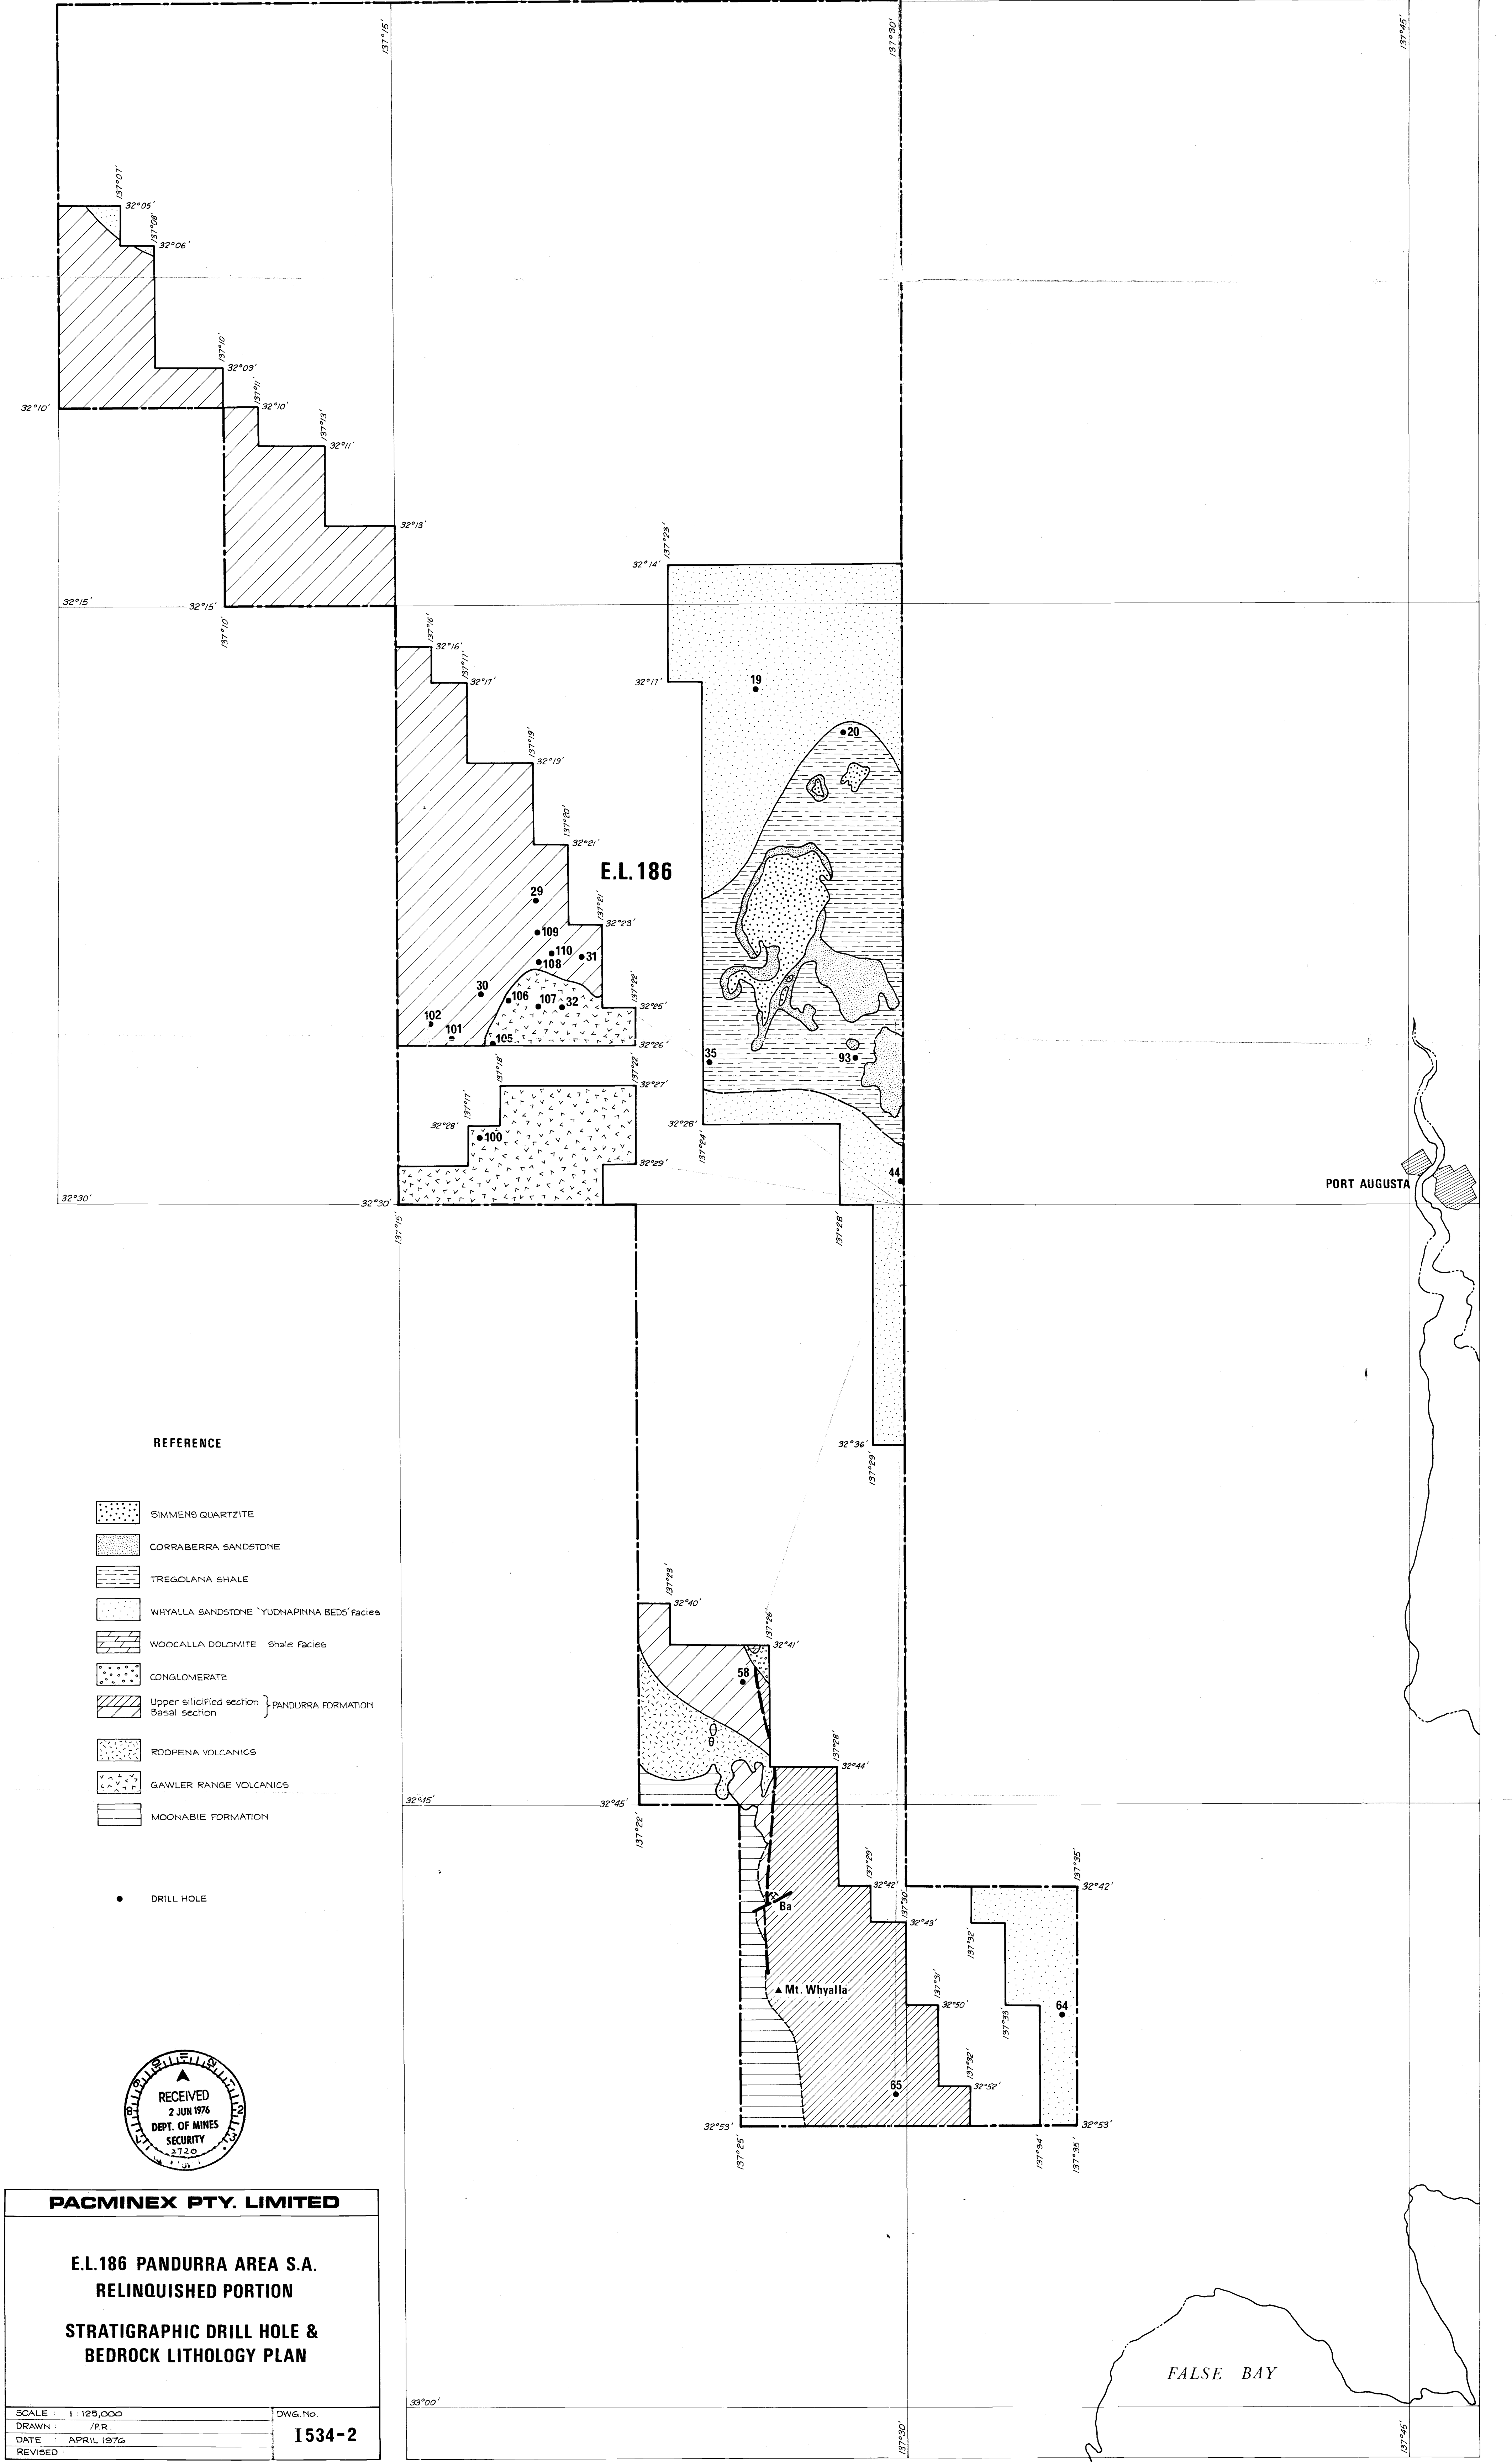 137°15'
137°30'
137°45'
137°07'
32°05'
137°08'
32°06'
137°10'
32°09'
137°11'
32°10'
32°10'
137°13'
32°11'
32°13'
137°23'
32°14'
32°15'
32°15'
137°10'
137°16'
32°16'
137°17'
32°17'
32°17'
19
20
137°19'
32°19'
137°20'
32°21'
E.L.186
29
137°21'
32°23'
109
110
31
108
30
106
107
32
137°22'
32°25'
102
101
105
32°26'
35
93
137°18'
137°22'
32°27'
137°17'
32°28'
100
32°28'
137°24'
32°29'
44
PORT AUGUSTA
32°30'
32°30'
137°15'
137°28'
32°36'
137°29'
REFERENCE
SIMMENS QUARTZITE
CORRABERRA SANDSTONE
TREGOLANA SHALE
WHYALLA SANDSTONE "YUDNAPINNA BEDS' Facies
WOOCALLA DOLOMITE Shale Facies
CONGLOMERATE
Upper silicified section
Basal section
PANDURRA FORMATION
ROOPENA VOLCANICS
GAWLER RANGE VOLCANICS
MOONABIE FORMATION
DRILL HOLE
137°23'
32°40'
137°26'
32°41'
58
137°28'
32°44'
32°15'
32°45'
137°22'
137°29'
32°42'
137°30'
32°43'
137°35'
32°42'
Ba
137°32'
Mt. Whyalla
137°31'
32°50'
137°33'
64
137°32'
32°52'
65
32°53'
32°53'
137°25'
137°34'
137°35'
RECEIVED
2 JUN 1976
DEPT. OF MINES
SECURITY
2720
PACMINEX PTY. LIMITED
E.L.186 PANDURRA AREA S.A.
RELINQUISHED PORTION
STRATIGRAPHIC DRILL HOLE &
BEDROCK LITHOLOGY PLAN
SCALE : 1:125,000
DRAWN : /P.R.
DATE : APRIL 1976
REVISED :
DWG. No.
I534-2
FALSE BAY
33°00'
137°30'
137°45'